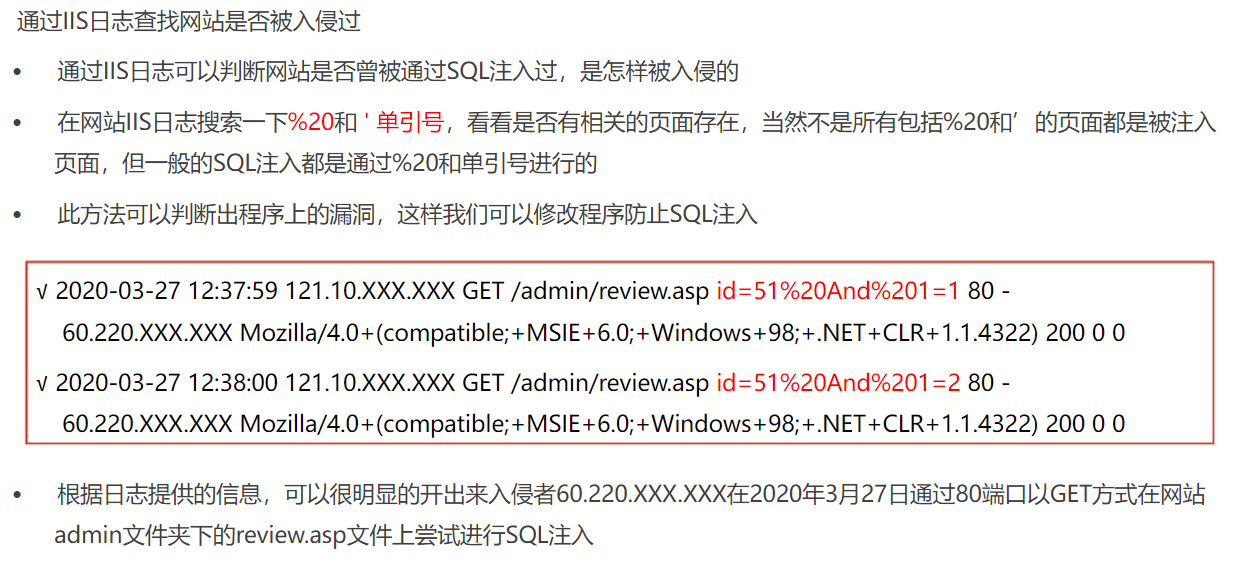 通过IIS日志查找网站是否被入侵过
• 通过IIS日志可以判断网站是否曾被通过SQL注入过，是怎样被入侵的
• 在网站IIS日志搜索一下%20和 ' 单引号，看看是否有相关的页面存在，当然不是所有包括%20和’的页面都是被注入
页面，但一般的SQL注入都是通过%20和单引号进行的
• 此方法可以判断出程序上的漏洞，这样我们可以修改程序防止SQL注入
√ 2020-03-27 12:37:59 121.10.XXX.XXX GET /admin/review.asp id=51%20And%201=1 80 -
60.220.XXX.XXX Mozilla/4.0+(compatible;+MSIE+6.0;+Windows+98;+.NET+CLR+1.1.4322) 200 0 0
√ 2020-03-27 12:38:00 121.10.XXX.XXX GET /admin/review.asp id=51%20And%201=2 80 -
60.220.XXX.XXX Mozilla/4.0+(compatible;+MSIE+6.0;+Windows+98;+.NET+CLR+1.1.4322) 200 0 0
• 根据日志提供的信息，可以很明显的开出来入侵者60.220.XXX.XXX在2020年3月27日通过80端口以GET方式在网站
admin文件夹下的review.asp文件上尝试进行SQL注入